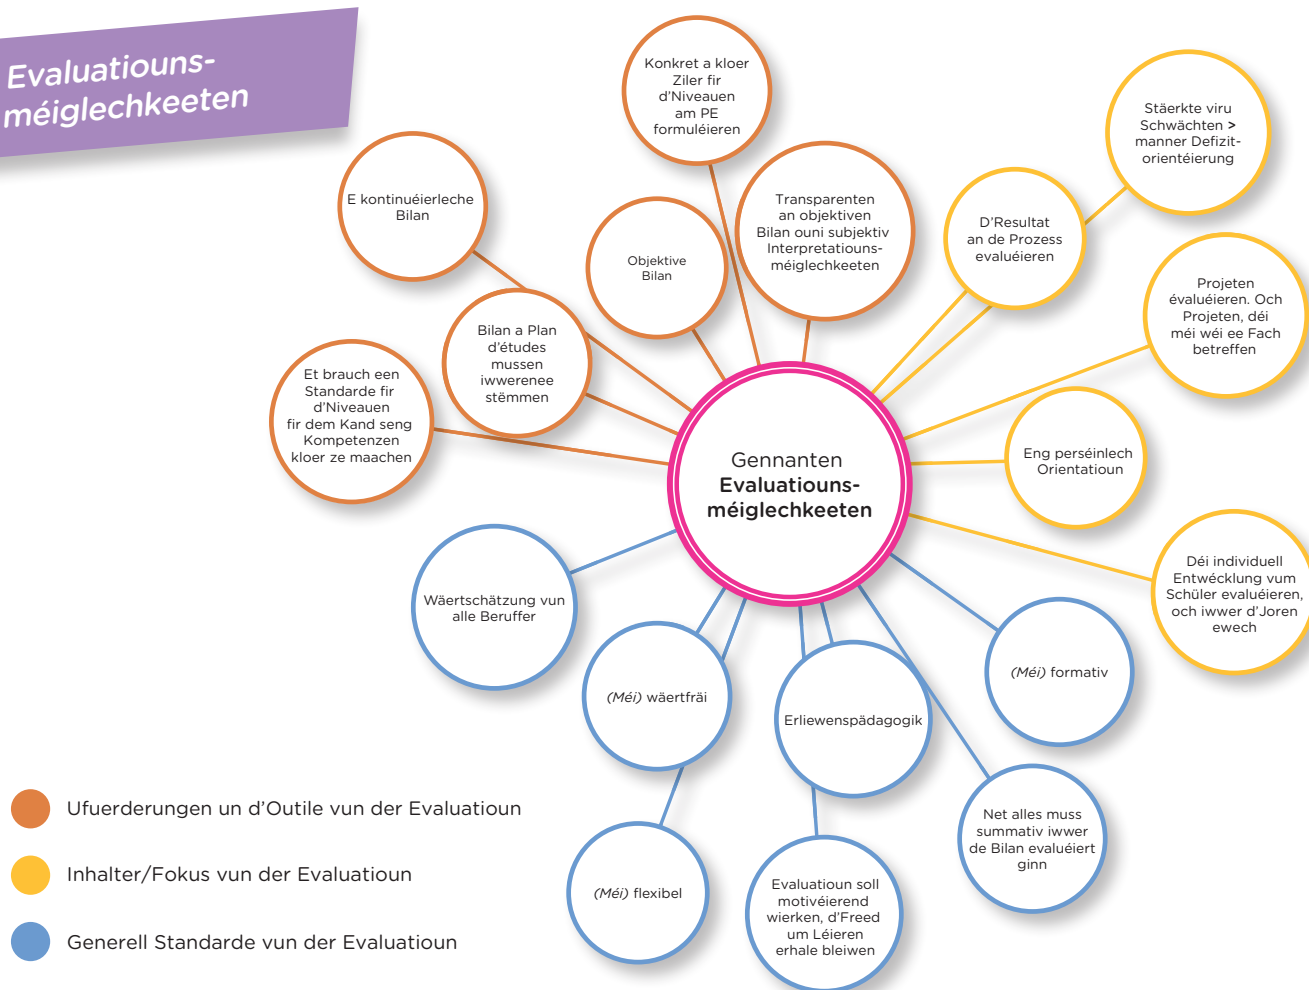 Evaluatiouns-
méiglechkeeten
Konkret a kloer
Ziler fir
d'Niveauen
am PE
formuléieren
Stäerkte viru
Schwächten >
manner Defizit-
orientéierung
E kontinuéierleche
Bilan
Transparenten
an objektiven
Bilan ouni subjektiv
Interpretatiouns-
méiglechkeeten
D'Resultat
an de Prozess
evaluéieren
Objektive
Bilan
Projeten
évaluéieren. Och
Projeten, déi
méi wéi ee Fach
betreffen
Bilan a Plan
d'études
mussen
iwwerenee
stëmmen
Et brauch een
Standarde fir
d'Niveauen
fir dem Kand seng
Kompetenzen
kloer ze maachen
Gennanten
Evaluatiouns-
méiglechkeeten
Eng perséinlech
Orientatioun
Déi individuell
Entwécklung vum
Schüler evaluéieren,
och iwwer d'Joren
ewech
Wäertschätzung vun
alle Beruffer
(Méi) wäertfräi
Erliewenspädagogik
(Méi) formativ
Net alles muss
summativ iwwer
de Bilan evaluéiert
ginn
(Méi) flexibel
Evaluatioun soll
motivéierend
wierken, d'Freed
um Léieren
erhale bleiwen
Ufuerderungen un d'Outile vun der Evaluatioun
Inhalter/Fokus vun der Evaluatioun
Generell Standarde vun der Evaluatioun